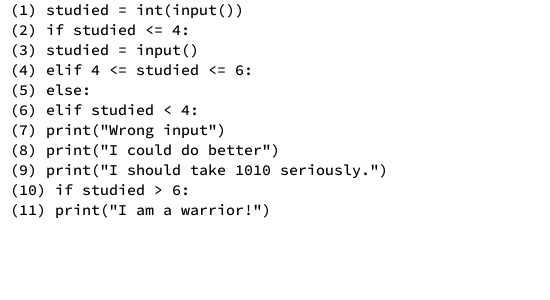 (1) studied = int(input())
(2) if studied <= 4:
(3) studied = input()
(4) elif 4 <= studied <= 6:
(5) else:
(6) elif studied < 4:
(7) print("Wrong input")
(8) print("I could do better")
(9) print("I should take 1010 seriously.")
(10) if studied > 6:
(11) print("I am a warrior!")